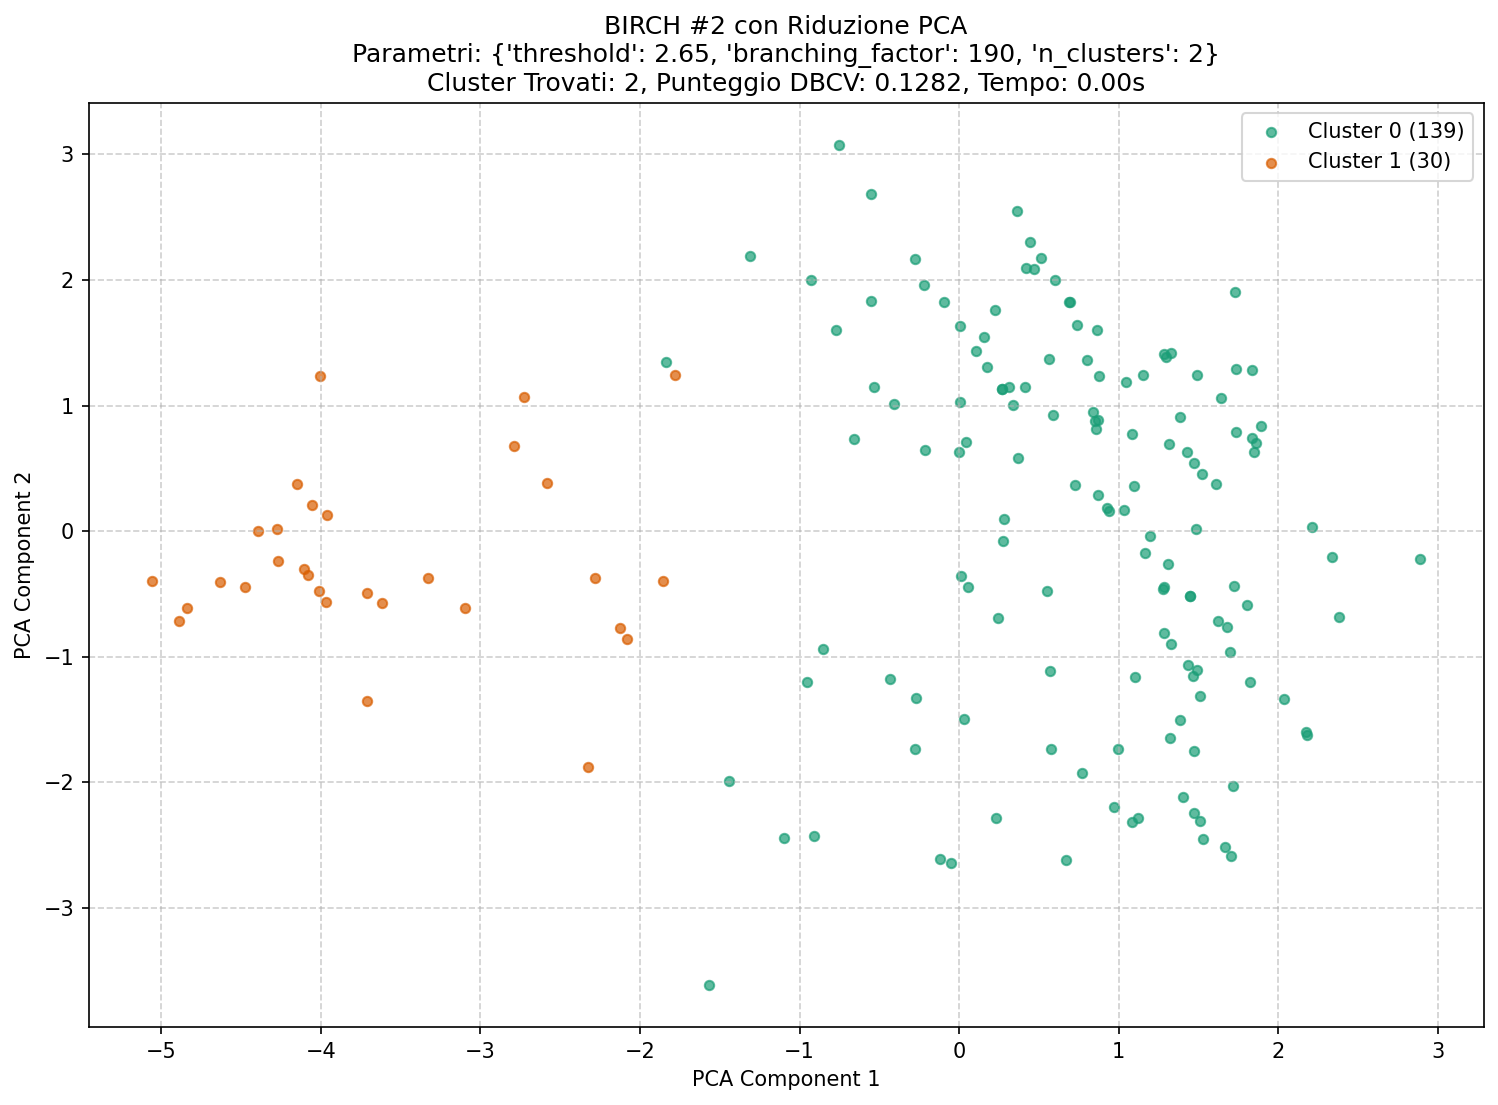 BIRCH #2 con Riduzione PCA
Parametri: {'threshold': 2.65, 'branching_factor': 190, 'n_clusters': 2}
Cluster Trovati: 2, Punteggio DBCV: 0.1282, Tempo: 0.00s
Cluster 0 (139)
Cluster 1 (30)
PCA Component 2
3
2
1
0
−1
−2
−3
−5
−4
−3
−2
−1
0
1
2
3
PCA Component 1